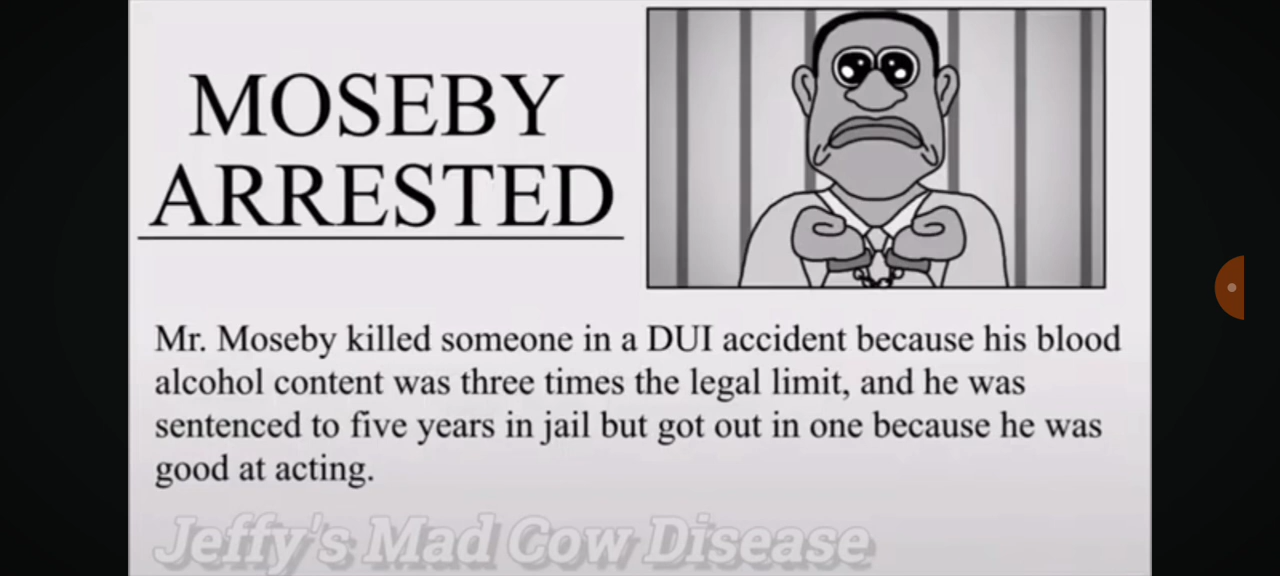 MOSEBY
ARRESTED
Mr. Moseby killed someone in a DUI accident because his blood
alcohol content was three times the legal limit, and he was
sentenced to five years in jail but got out in one because he was
good at acting.
Jeffy's Mad Cow Disease